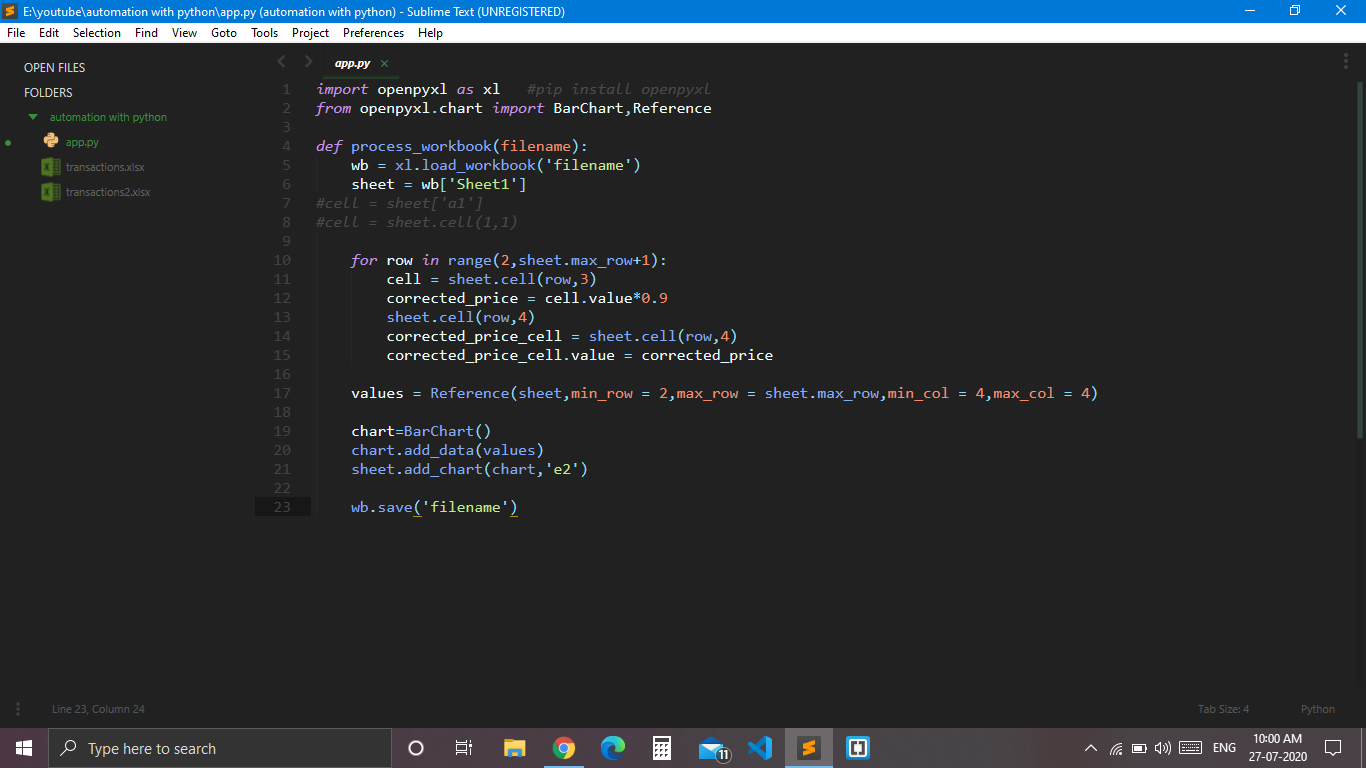 E:\youtube\automation with python\app.py (automation with python) - Sublime Text (UNREGISTERED)
File Edit Selection Find View Goto Tools Project Preferences Help
OPEN FILES
FOLDERS
automation with python
app.py
transactions.xlsx
transactions2.xlsx
app.py ×
1 import openpyxl as xl   #pip install openpyxl
2 from openpyxl.chart import BarChart,Reference
3
4 def process_workbook(filename):
5     wb = xl.load_workbook('filename')
6     sheet = wb['Sheet1']
7 #cell = sheet['a1']
8 #cell = sheet.cell(1,1)
9
10     for row in range(2,sheet.max_row+1):
11         cell = sheet.cell(row,3)
12         corrected_price = cell.value*0.9
13         sheet.cell(row,4)
14         corrected_price_cell = sheet.cell(row,4)
15         corrected_price_cell.value = corrected_price
16
17     values = Reference(sheet,min_row = 2,max_row = sheet.max_row,min_col = 4,max_col = 4)
18
19     chart=BarChart()
20     chart.add_data(values)
21     sheet.add_chart(chart,'e2')
22
23     wb.save('filename')
Line 23, Column 24
Tab Size: 4
Python
Type here to search
11
ENG
10:00 AM
27-07-2020